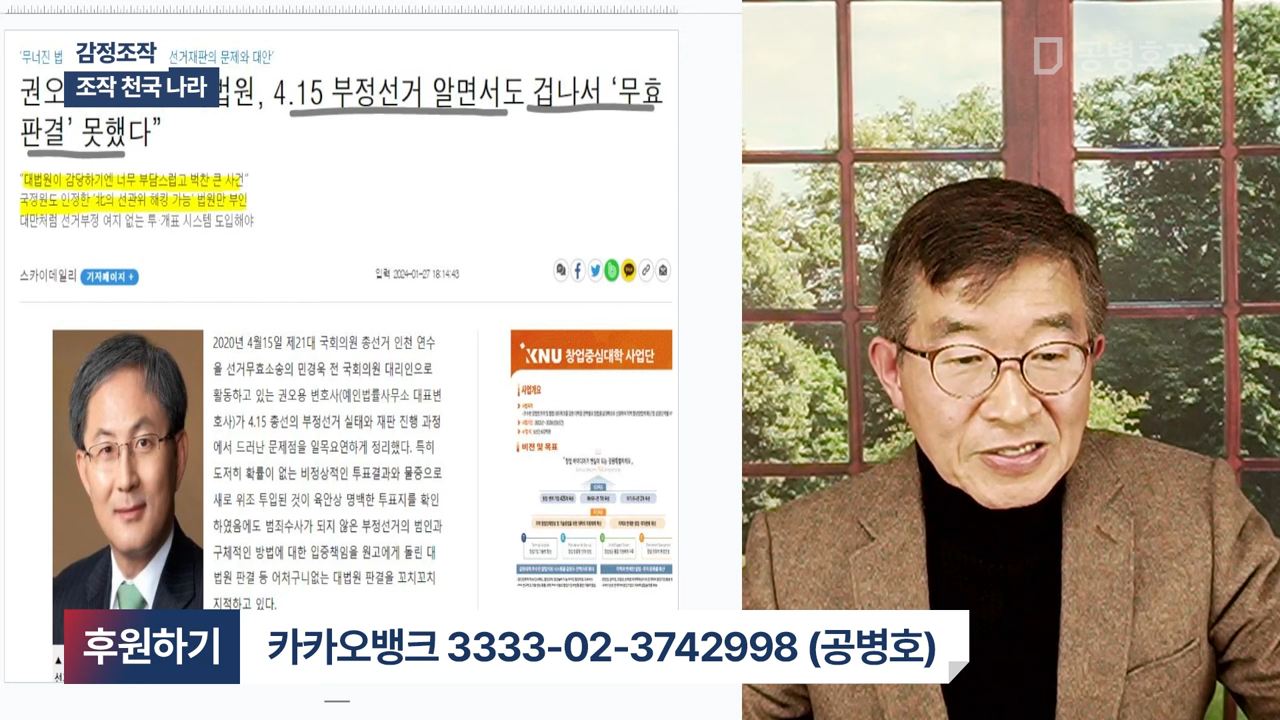 ‘무너진 법
감정조작
선거재판의 문제와 대안’
조작 천국 나라
권오
법원, 4.15 부정선거 알면서도 겁나서 ‘무효
판결’ 못했다”
“대법원이 감당하기엔 너무 부담스럽고 벅찬 큰 사건”
국정원도 인정한 ‘北의 선관위 해킹 가능’ 법원만 부인
대만처럼 선거부정 여지 없는 투·개표 시스템 도입해야
스카이데일리 기자페이지 +
입력 2024-01-27 18:14:43
2020년 4월15일 제21대 국회의원 총선거 인천 연수
을 선거무효소송의 민경욱 전 국회의원 대리인으로
활동하고 있는 권오용 변호사(예인법률사무소 대표변
호사)가 4.15 총선의 부정선거 실태와 재판 진행 과정
에서 드러난 문제점을 일목요연하게 정리했다. 특히
도저히 확률이 없는 비정상적인 투표결과와 물증으로
새로 위조 투입된 것이 육안상 명백한 투표지를 확인
하였음에도 범죄수사가 되지 않은 부정선거의 범인과
구체적인 방법에 대한 입증책임을 원고에게 돌린 대
법원 판결 등 어처구니없는 대법원 판결을 꼬치꼬치
지적하고 있다.
KNU 창업중심대학 사업단
사업개요
비전 및 목표
공병호TV
후원하기
카카오뱅크 3333-02-3742998 (공병호)